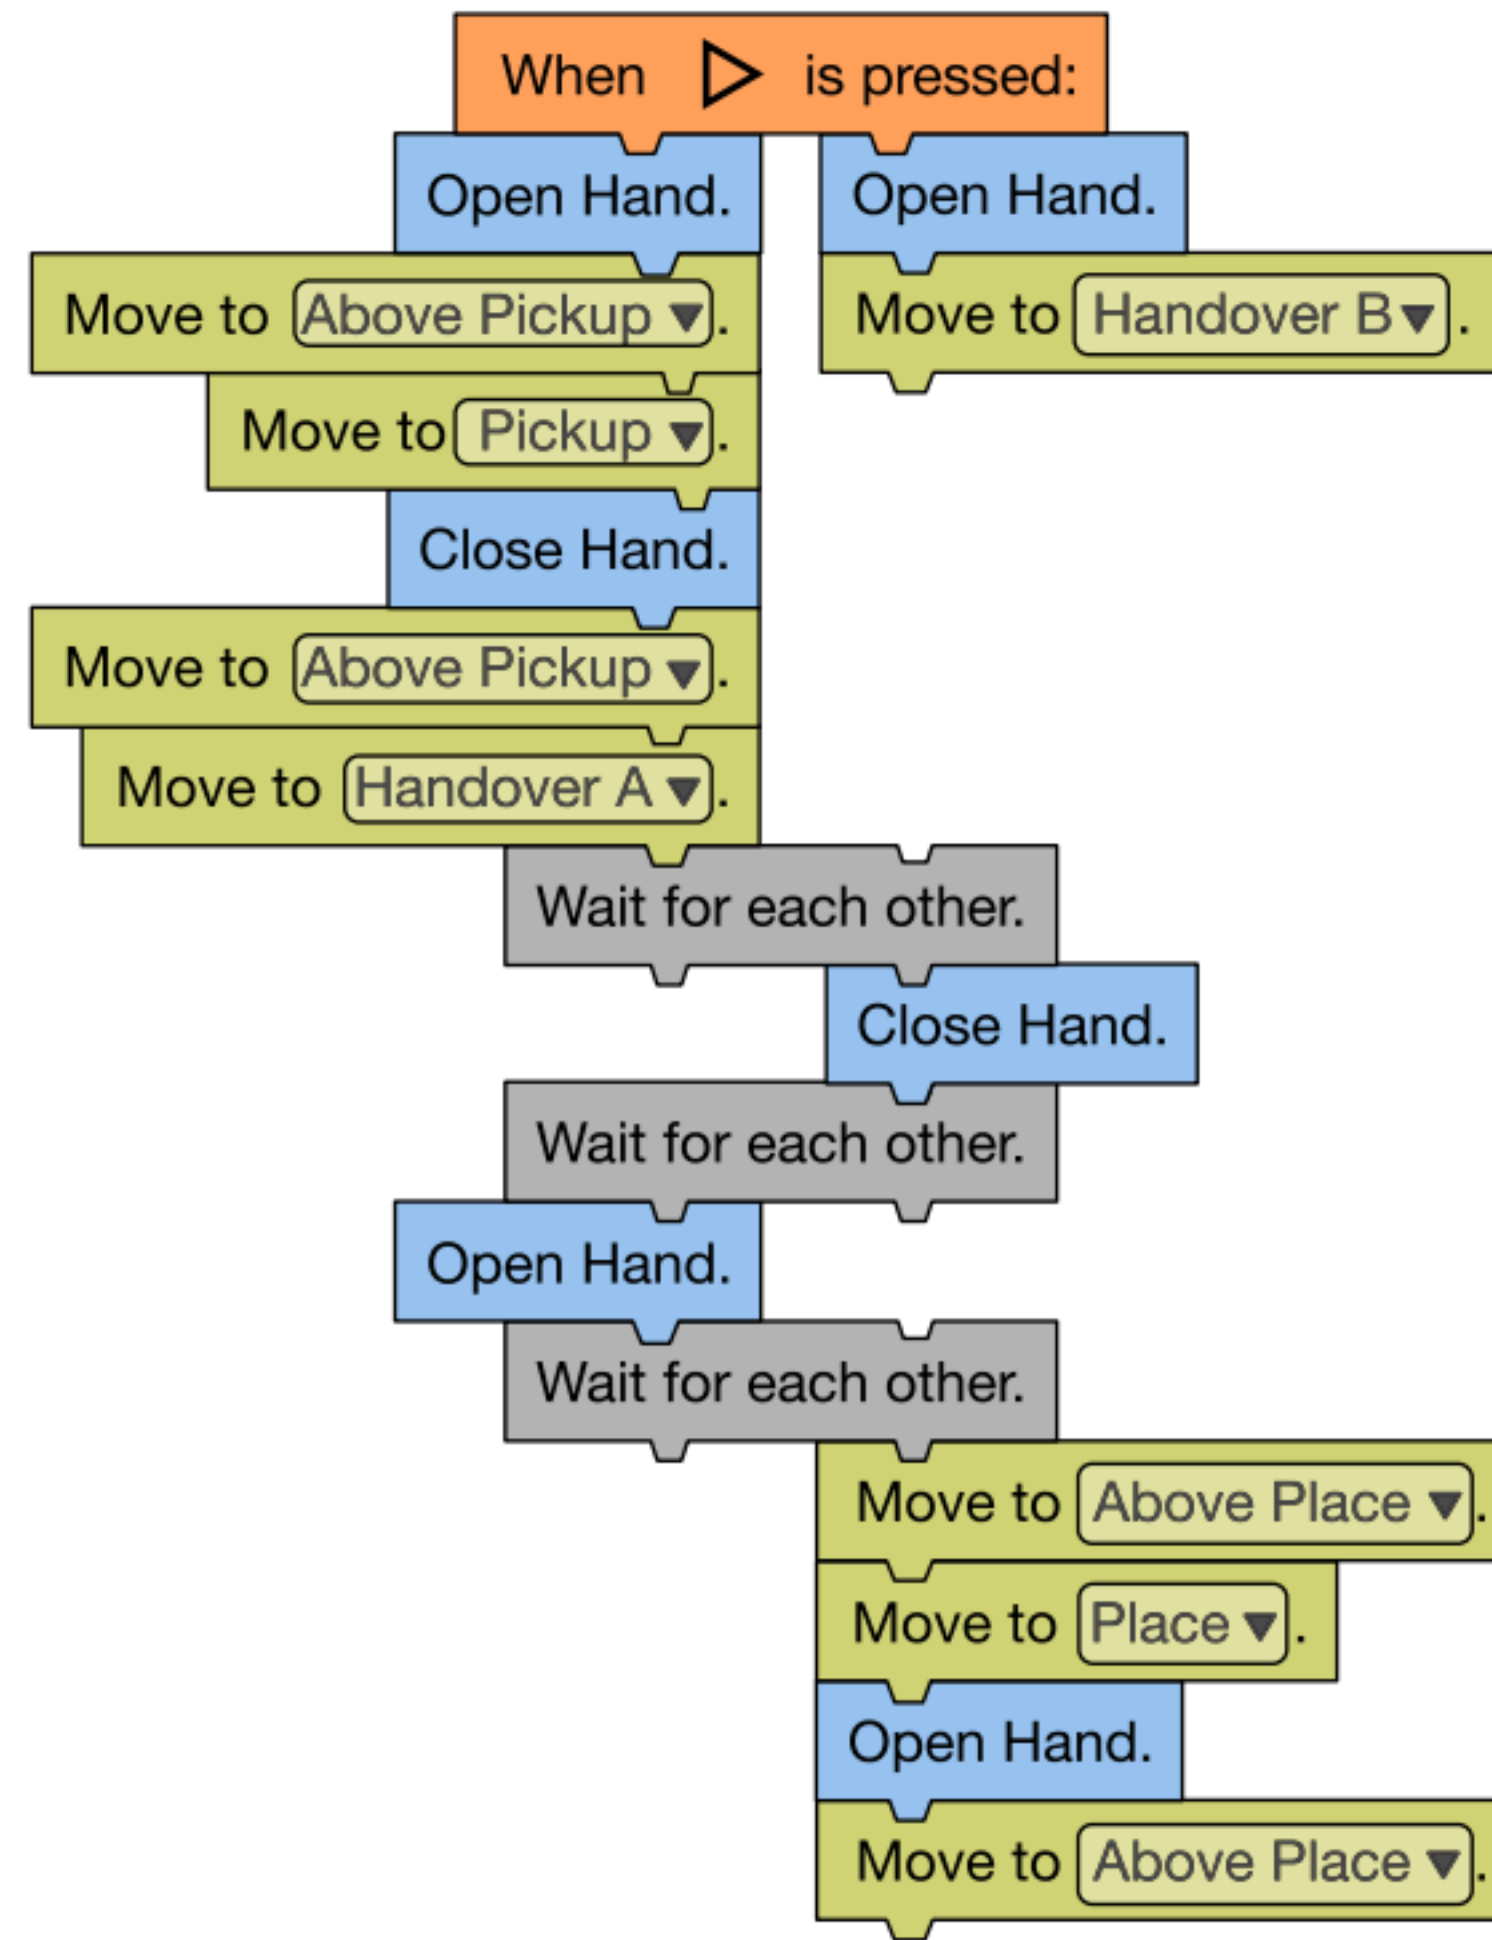 When is pressed:
Open Hand. Open Hand.
Move to Above Pickup. Move to Handover B.
Move to Pickup.
Close Hand.
Move to Above Pickup.
Move to Handover A.
Wait for each other.
Close Hand.
Wait for each other.
Open Hand.
Wait for each other.
Move to Above Place.
Move to Place.
Open Hand.
Move to Above Place.